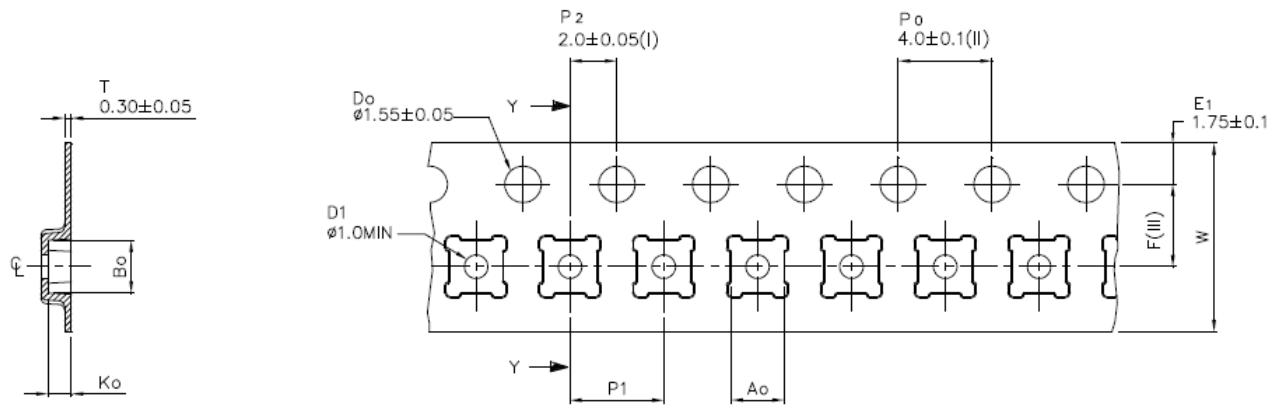 P2
2.0±0.05(I)
Po
4.0±0.1(II)
T
0.30±0.05
Y
Do
ø1.55±0.05
E1
1.75±0.1
D1
ø1.0MIN
F(III)
W
℄
Bo
Y
Ko
P1
Ao